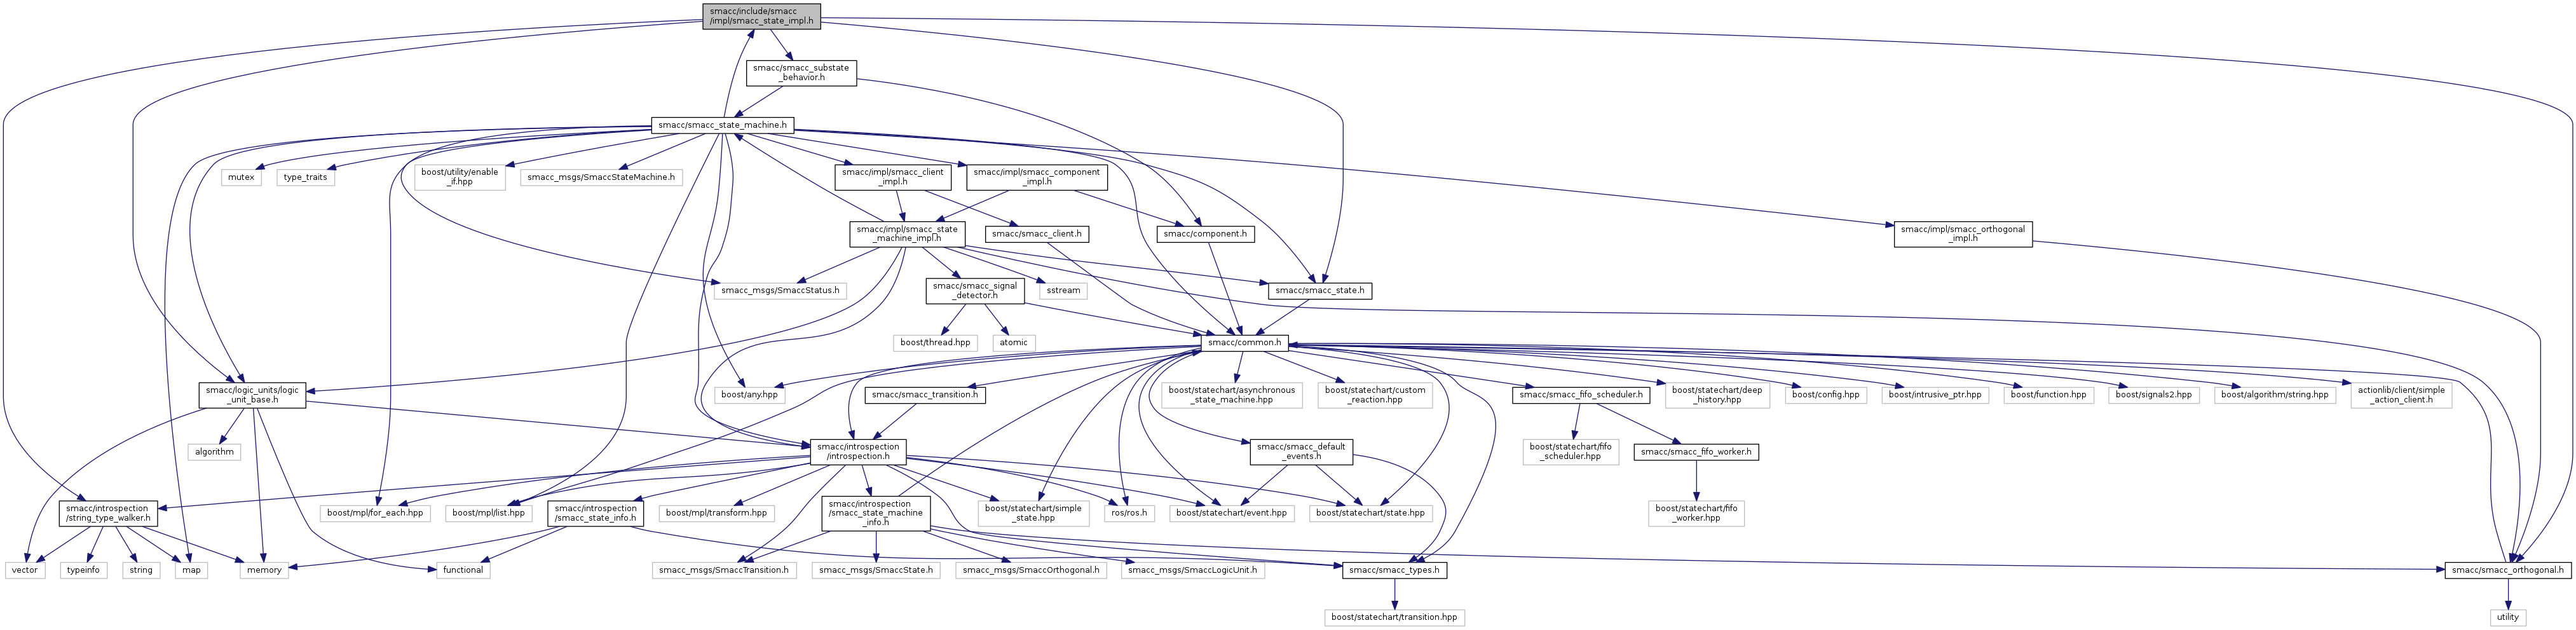 smacc/include/smacc
/impl/smacc_state_impl.h
smacc/smacc_substate
_behavior.h
smacc/smacc_state_machine.h
mutex
type_traits
boost/utility/enable
_if.hpp
smacc_msgs/SmaccStateMachine.h
smacc/impl/smacc_client
_impl.h
smacc/impl/smacc_component
_impl.h
smacc/impl/smacc_state
_machine_impl.h
smacc/smacc_client.h
smacc/component.h
smacc/impl/smacc_orthogonal
_impl.h
smacc_msgs/SmaccStatus.h
smacc/smacc_signal
_detector.h
sstream
smacc/smacc_state.h
boost/thread.hpp
atomic
smacc/common.h
smacc/logic_units/logic
_unit_base.h
boost/any.hpp
smacc/smacc_transition.h
boost/statechart/asynchronous
_state_machine.hpp
boost/statechart/custom
_reaction.hpp
smacc/smacc_fifo_scheduler.h
boost/statechart/deep
_history.hpp
boost/config.hpp
boost/intrusive_ptr.hpp
boost/function.hpp
boost/signals2.hpp
boost/algorithm/string.hpp
actionlib/client/simple
_action_client.h
algorithm
smacc/introspection
/introspection.h
smacc/smacc_default
_events.h
boost/statechart/fifo
_scheduler.hpp
smacc/smacc_fifo_worker.h
smacc/introspection
/string_type_walker.h
boost/mpl/for_each.hpp
boost/mpl/list.hpp
smacc/introspection
/smacc_state_info.h
boost/mpl/transform.hpp
smacc/introspection
/smacc_state_machine
_info.h
boost/statechart/simple
_state.hpp
ros/ros.h
boost/statechart/event.hpp
boost/statechart/state.hpp
boost/statechart/fifo
_worker.hpp
vector
typeinfo
string
map
memory
functional
smacc_msgs/SmaccTransition.h
smacc_msgs/SmaccState.h
smacc_msgs/SmaccOrthogonal.h
smacc_msgs/SmaccLogicUnit.h
smacc/smacc_types.h
smacc/smacc_orthogonal.h
boost/statechart/transition.hpp
utility